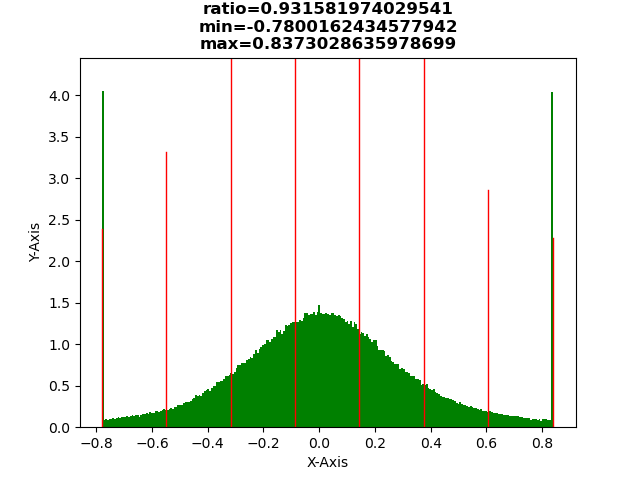 ratio=0.931581974029541
min=-0.7800162434577942
max=0.8373028635978699
4.0
3.5
3.0
2.5
2.0
1.5
1.0
0.5
0.0
Y-Axis
−0.8 −0.6 −0.4 −0.2 0.0 0.2 0.4 0.6 0.8
X-Axis